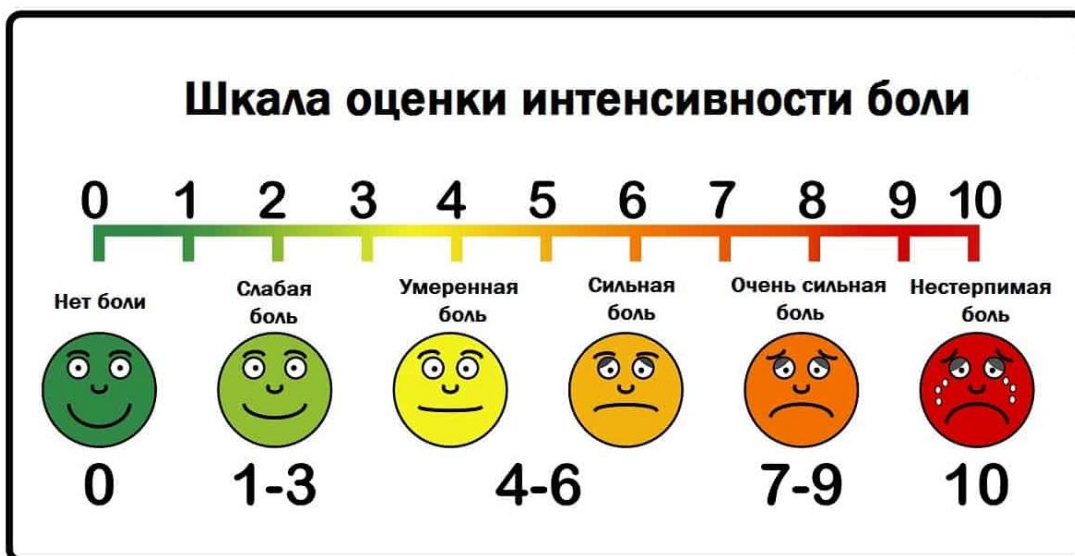 Шкала оценки интенсивности боли
0 1 2 3 4 5 6 7 8 9 10
Нет боли
Слабая
боль
Умеренная
боль
Сильная
боль
Очень сильная
боль
Нестерпимая
боль
0 1-3 4-6 7-9 10